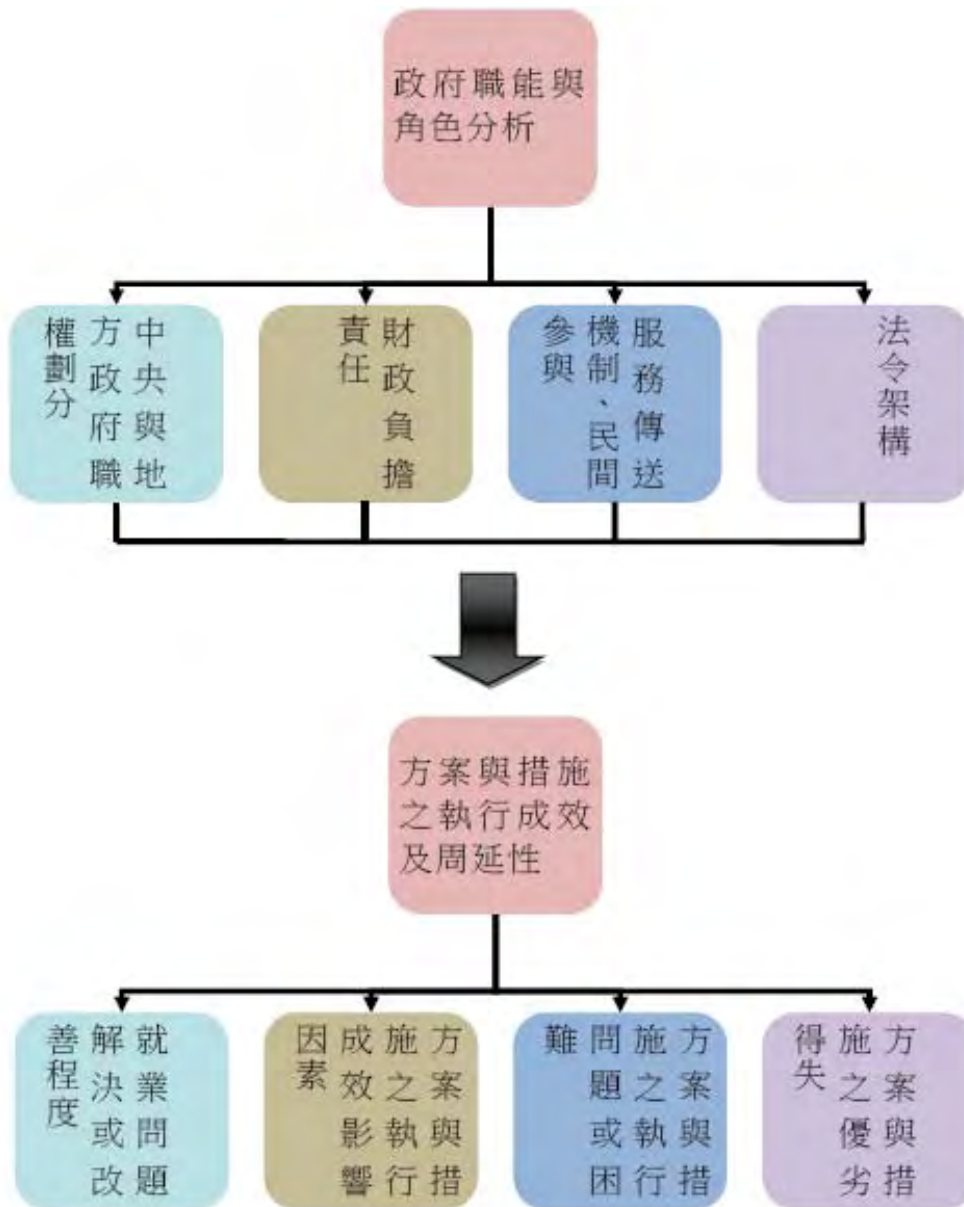 政府職能與
角色分析
中央與地
方政府職
權劃分
財政負擔
責任
服務傳送
機制、民間
參與
法令架構
方案與措施
之執行成效
及周延性
就業問題
解決或改
善程度
方案與措
施之執行
成效影響
因素
方案與措
施之執行
問題或困
難
方案與措
施之優劣
得失